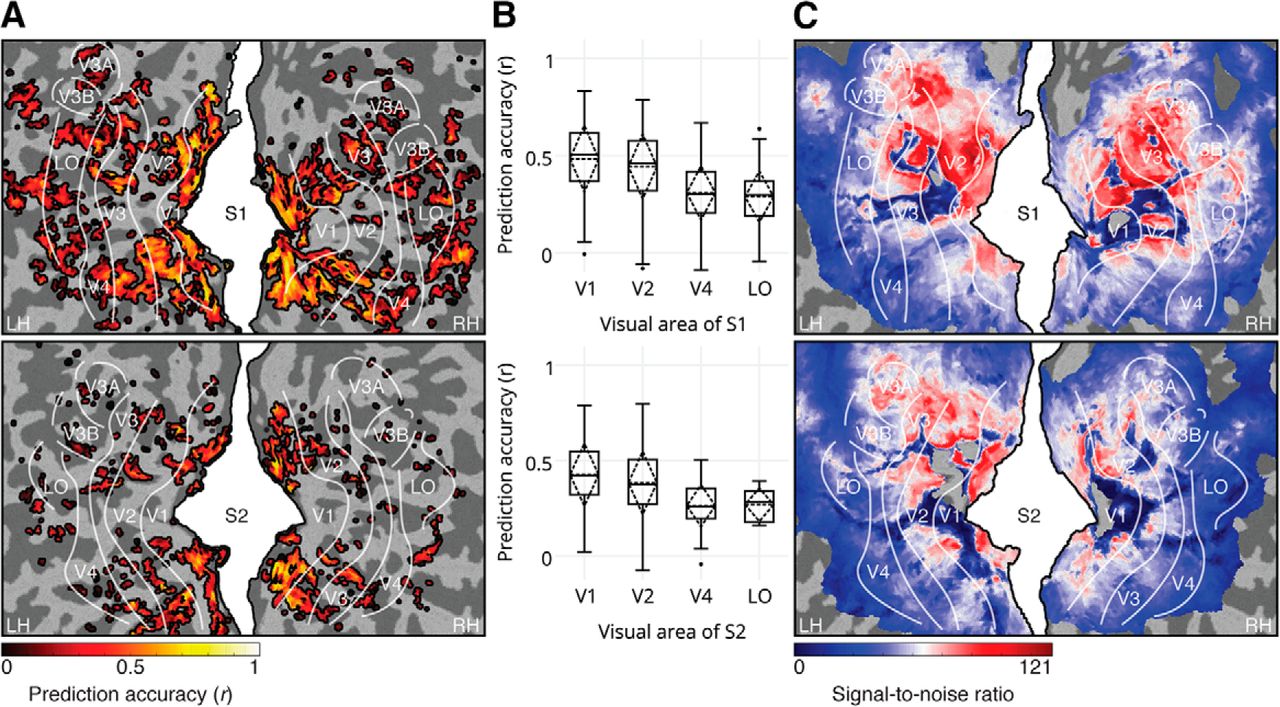 A
B
C
V3A
V3B
LO
V2
V3
V1
V4
S1
LH
V3A
V3
V3B
LO
V1
V2
V4
RH
Prediction accuracy (r)
1
0.5
0
V1 V2 V4 LO
Visual area of S1
V3A
V3B
LO
V2
V3
V1
V4
S1
LH
V3A
V3
V3B
LO
V1
V2
V4
RH
V3A
V3
V3B
LO
V2
V1
V4
S2
LH
V3A
V3B
V2
LO
V1
V4
V3
RH
Prediction accuracy (r)
1
0.5
0
V1 V2 V4 LO
Visual area of S2
V3A
V3
V3B
LO
V2
V1
V4
S2
LH
V3A
V3B
V2
LO
V1
V4
V3
RH
0 0.5 1
Prediction accuracy (r)
0 121
Signal-to-noise ratio